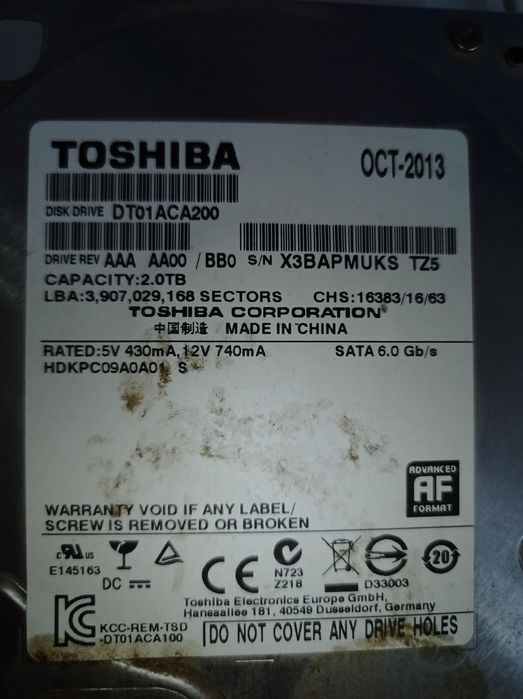 TOSHIBA
OCT-2013
DISK DRIVE DT01ACA200
DRIVE REV AAA AA00 / BB0 S/N X3BAPMUKS TZ5
CAPACITY:2.0TB
LBA:3,907,029,168 SECTORS CHS:16383/16/63
TOSHIBA CORPORATION
中国制造 MADE IN CHINA
RATED:5V 430mA,12V 740mA SATA 6.0 Gb/s
HDKPC09A0A01 S
ADVANCED
AF
FORMAT
WARRANTY VOID IF ANY LABEL/
SCREW IS REMOVED OR BROKEN
c RU US
E145163
DC
CE
N723
Z218
D33003
20
Toshiba Electronics Europe GmbH,
Hansaallee 181, 40549 Dusseldorf, Germany
KCC-REM-TSD
-DT01ACA100
DO NOT COVER ANY DRIVE HOLES